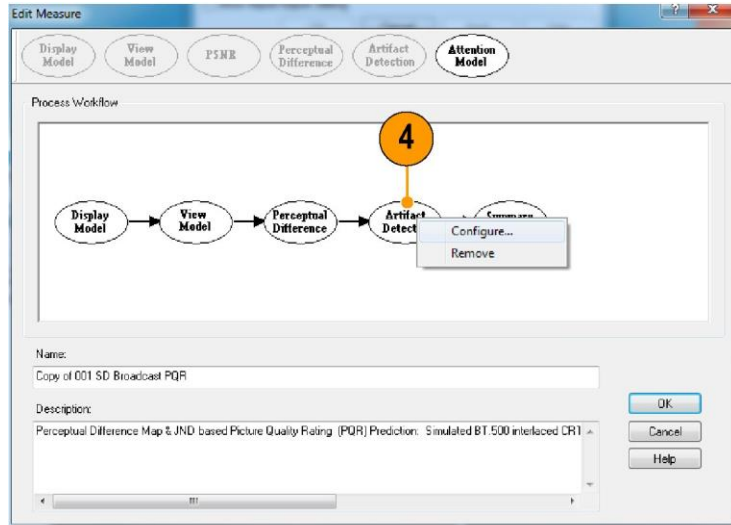 Edit Measure
Display
Model
View
Model
PSNR
Perceptual
Difference
Artifact
Detection
Attention
Model
Process Workflow
4
Display
Model
View
Model
Perceptual
Difference
Artifact
Configure...
Remove
Name:
Copy of 001 SD Broadcast PQR
Description:
Perceptual Difference Map & JND based Picture Quality Rating (PQR) Prediction: Simulated BT.500 interlaced CRT
OK
Cancel
Help